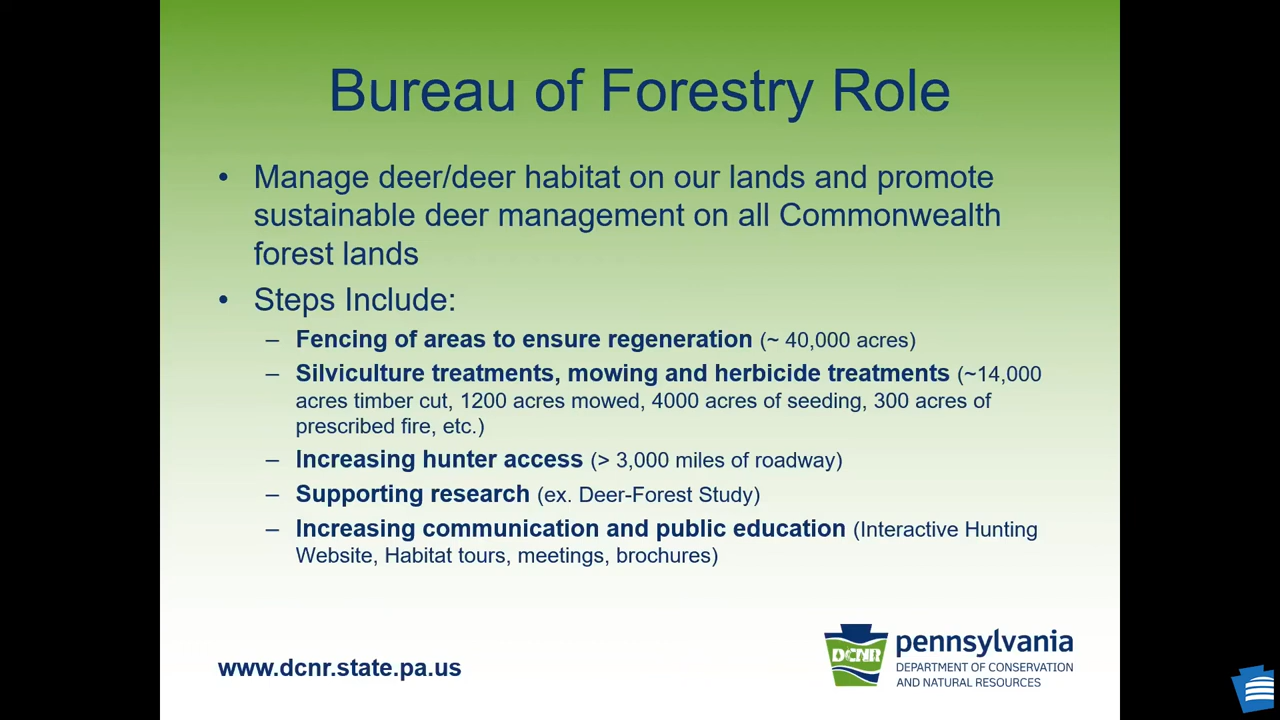 Bureau of Forestry Role
• Manage deer/deer habitat on our lands and promote
sustainable deer management on all Commonwealth
forest lands
• Steps Include:
– Fencing of areas to ensure regeneration (~ 40,000 acres)
– Silviculture treatments, mowing and herbicide treatments (~14,000
acres timber cut, 1200 acres mowed, 4000 acres of seeding, 300 acres of
prescribed fire, etc.)
– Increasing hunter access (> 3,000 miles of roadway)
– Supporting research (ex. Deer-Forest Study)
– Increasing communication and public education (Interactive Hunting
Website, Habitat tours, meetings, brochures)
www.dcnr.state.pa.us
DCNR
pennsylvania
DEPARTMENT OF CONSERVATION
AND NATURAL RESOURCES